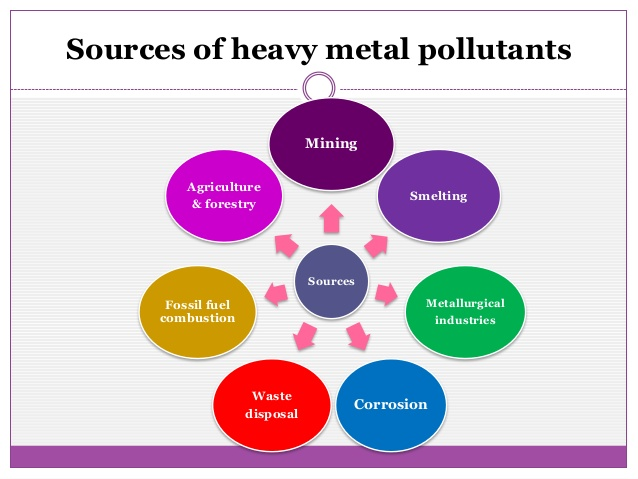 Sources of heavy metal pollutants
Mining
Smelting
Metallurgical
industries
Corrosion
Waste
disposal
Fossil fuel
combustion
Agriculture
& forestry
Sources